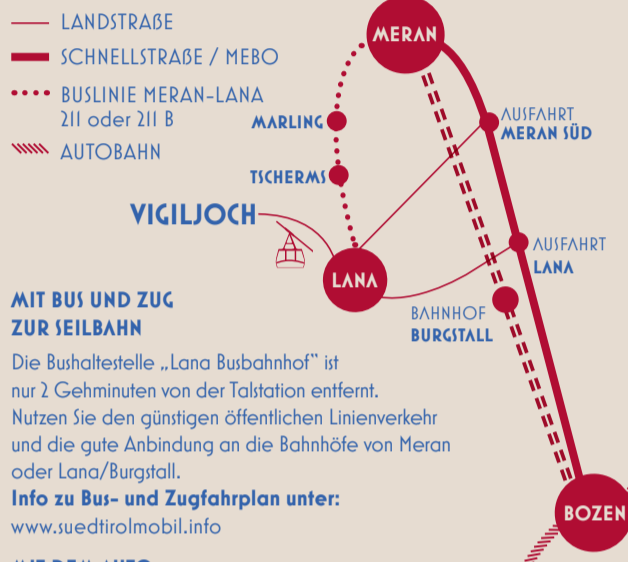 LANDSTRAßE
SCHNELLSTRAßE / MEBO
BUSLINIE MERAN-LANA
211 oder 211 B
AUTOBAHN
MERAN
MARLING
AUSFAHRT
MERAN SÜD
TSCHERMS
VIGILJOCH
AUSFAHRT
LANA
LANA
BAHNHOF
BURGSTALL
BOZEN
MIT BUS UND ZUG
ZUR SEILBAHN
Die Bushaltestelle „Lana Busbahnhof“ ist
nur 2 Gehminuten von der Talstation entfernt.
Nutzen Sie den günstigen öffentlichen Linienverkehr
und die gute Anbindung an die Bahnhöfe von Meran
oder Lana/Burgstall.
Info zu Bus- und Zugfahrplan unter:
www.suedtirolmobil.info